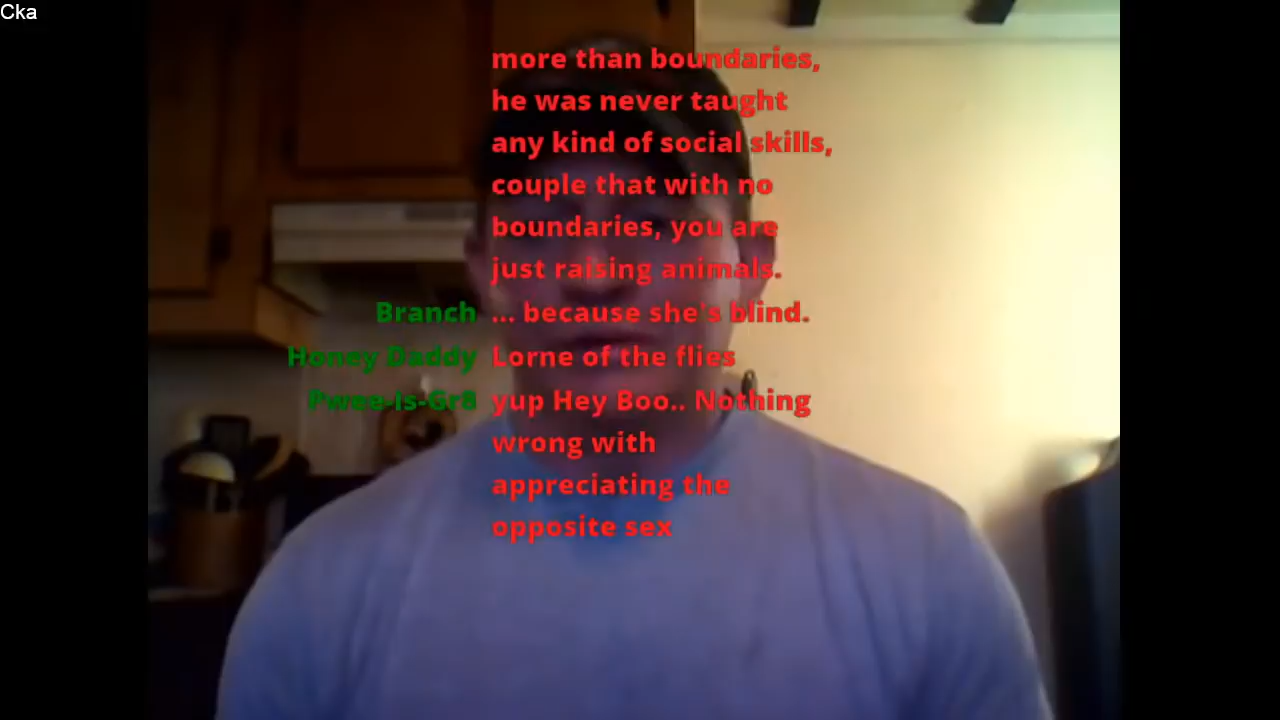 Cka
more than boundaries,
he was never taught
any kind of social skills,
couple that with no
boundaries, you are
just raising animals.
Branch ... because she's blind.
Honey Daddy Lorne of the flies
Pwee-Is-Gr8 yup Hey Boo.. Nothing
wrong with
appreciating the
opposite sex